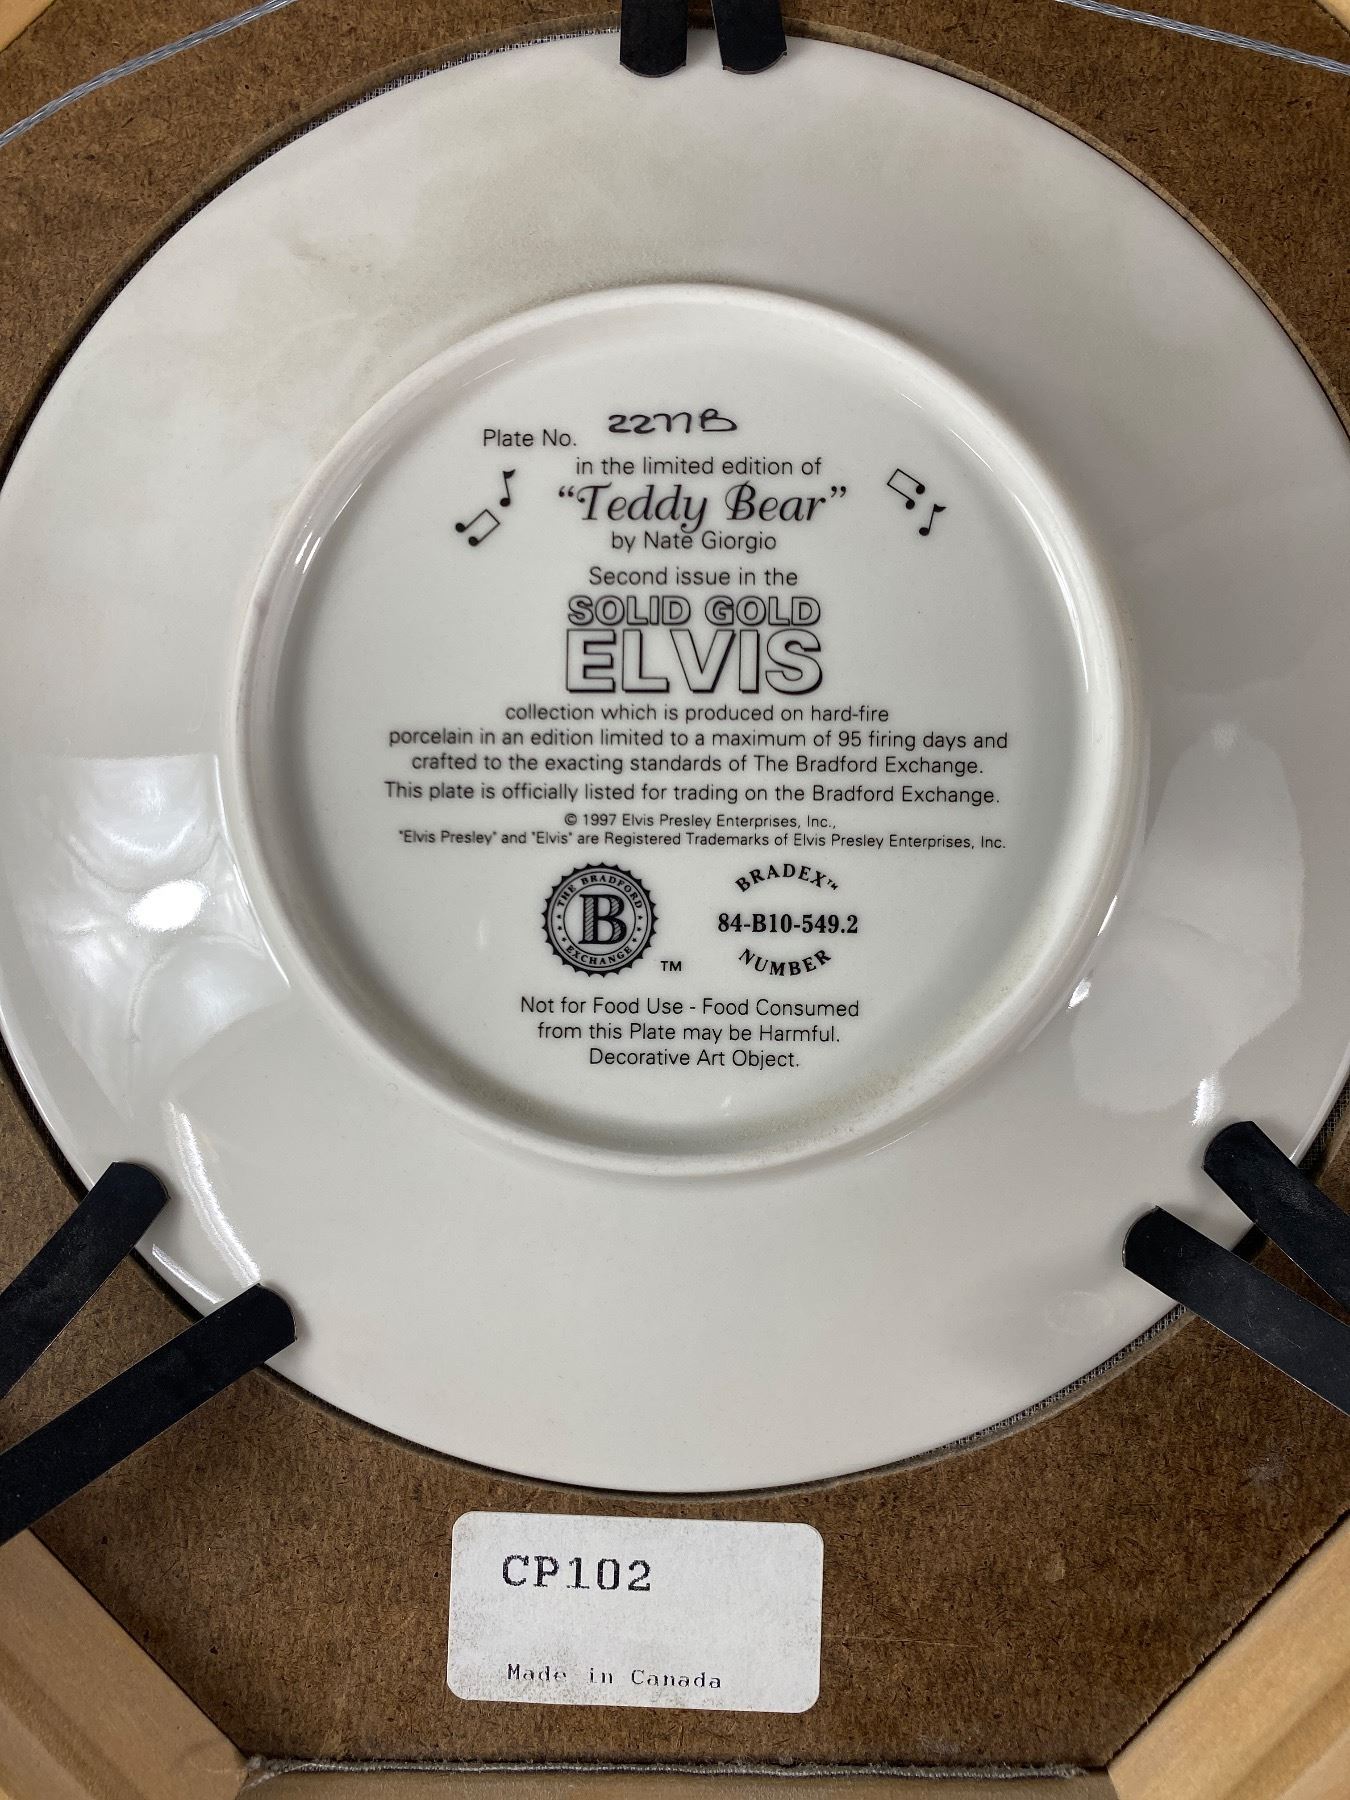 Plate No. 2277B
in the limited edition of
"Teddy Bear"
by Nate Giorgio
Second issue in the
SOLID GOLD
ELVIS
collection which is produced on hard-fire
porcelain in an edition limited to a maximum of 95 firing days and
crafted to the exacting standards of The Bradford Exchange.
This plate is officially listed for trading on the Bradford Exchange.
© 1997 Elvis Presley Enterprises, Inc.,
"Elvis Presley" and "Elvis" are Registered Trademarks of Elvis Presley Enterprises, Inc.
THE BRADFORD
B
EXCHANGE
TM
BRADEX™
84-B10-549.2
NUMBER
Not for Food Use - Food Consumed
from this Plate may be Harmful.
Decorative Art Object.
CP102
Made in Canada